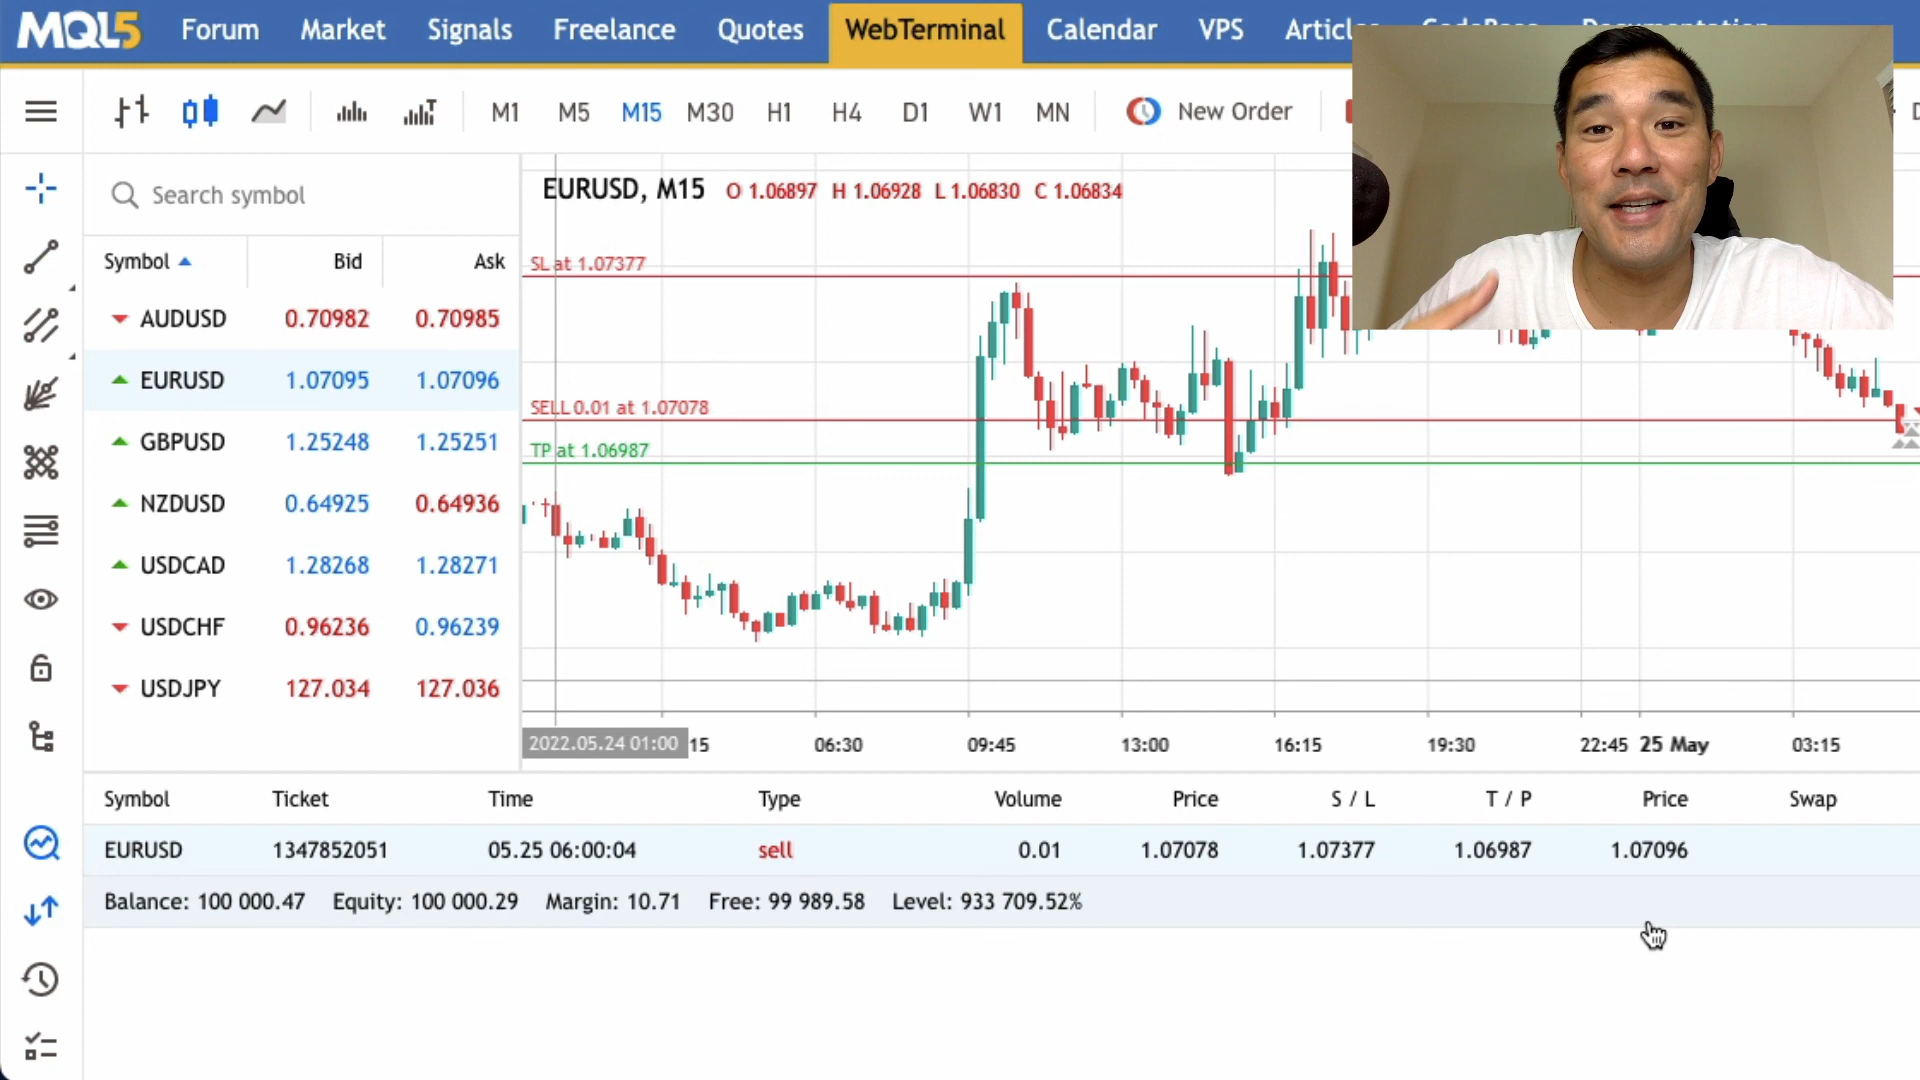 MQL5 Forum Market Signals Freelance Quotes WebTerminal Calendar VPS
M1 M5 M15 M30 H1 H4 D1 W1 MN New Order
Search symbol
Symbol Bid Ask
AUDUSD 0.70982 0.70985
EURUSD 1.07095 1.07096
GBPUSD 1.25248 1.25251
NZDUSD 0.64925 0.64936
USDCAD 1.28268 1.28271
USDCHF 0.96236 0.96239
USDJPY 127.034 127.036
EURUSD, M15 O 1.06897 H 1.06928 L 1.06830 C 1.06834
SL at 1.07377
SELL 0.01 at 1.07078
TP at 1.06987
2022.05.24 01:00 15 06:30 09:45 13:00 16:15 19:30 22:45 25 May 03:15
Symbol Ticket Time Type Volume Price S / L T / P Price Swap
EURUSD 1347852051 05.25 06:00:04 sell 0.01 1.07078 1.07377 1.06987 1.07096
Balance: 100 000.47 Equity: 100 000.29 Margin: 10.71 Free: 99 989.58 Level: 933 709.52%